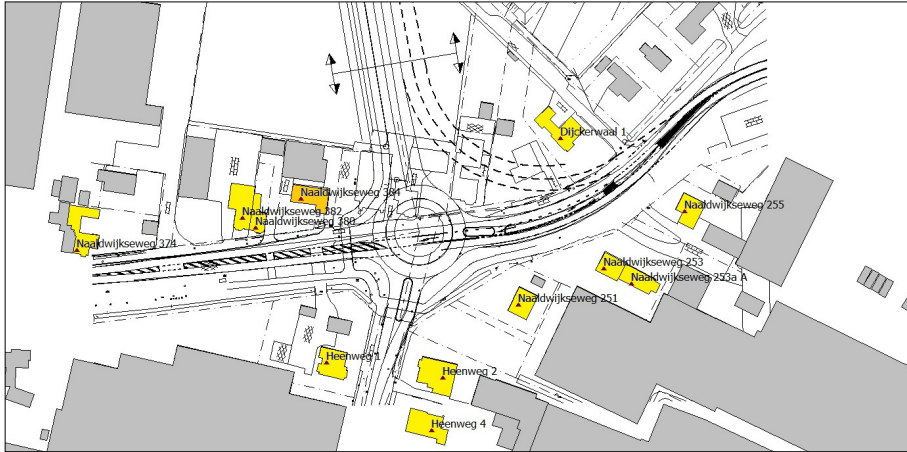 Dijckerwaal 1
Naaldwijkseweg 384
Naaldwijkseweg 255
Naaldwijkseweg 382
Naaldwijkseweg 380
Naaldwijkseweg 374
Naaldwijkseweg 253
Naaldwijkseweg 253a A
Naaldwijkseweg 251
Heenweg 1
Heenweg 2
Heenweg 4